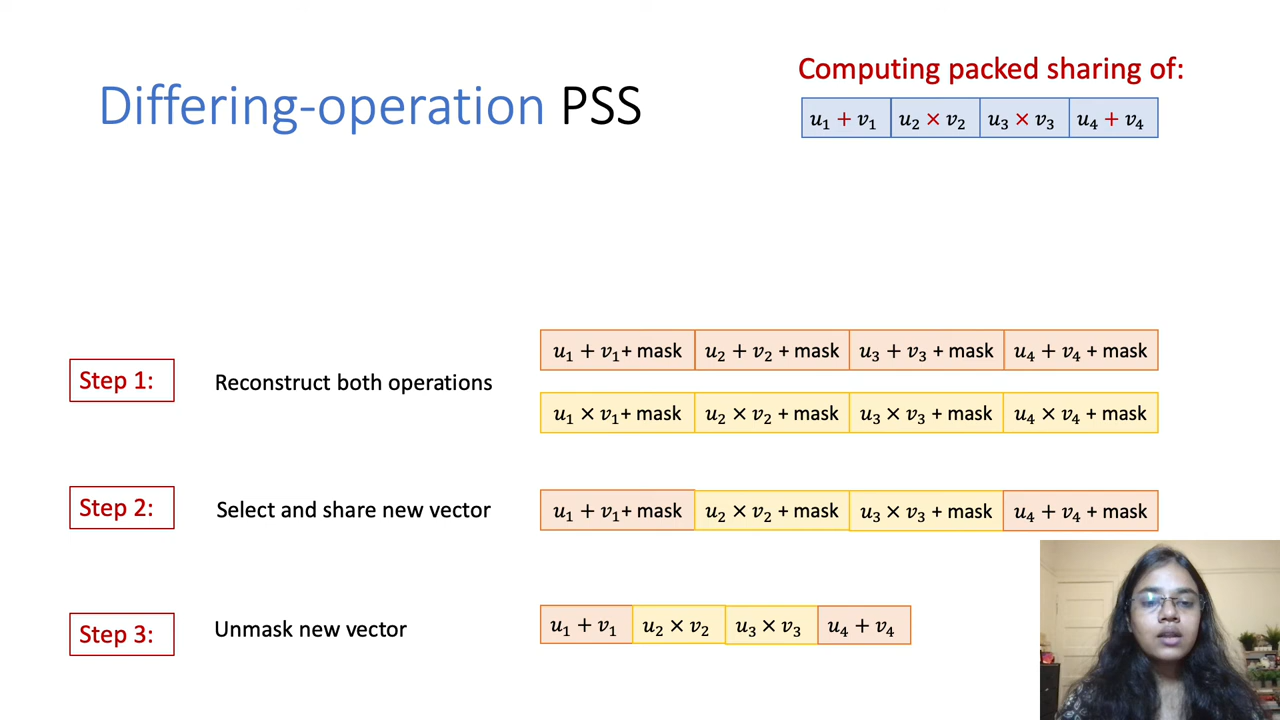 Differing-operation PSS
Computing packed sharing of:
u₁ + v₁ u₂ × v₂ u₃ × v₃ u₄ + v₄
Step 1:
Reconstruct both operations
u₁ + v₁+ mask u₂ + v₂ + mask u₃ + v₃ + mask u₄ + v₄ + mask
u₁ × v₁+ mask u₂ × v₂ + mask u₃ × v₃ + mask u₄ × v₄ + mask
Step 2:
Select and share new vector
u₁ + v₁+ mask u₂ × v₂ + mask u₃ × v₃ + mask u₄ + v₄ + mask
Step 3:
Unmask new vector
u₁ + v₁ u₂ × v₂ u₃ × v₃ u₄ + v₄